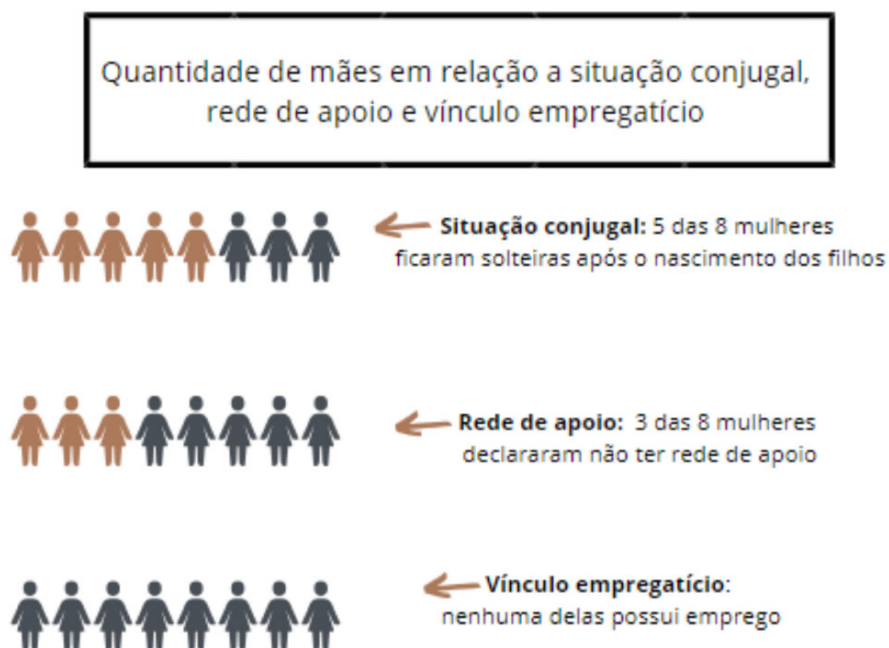 Quantidade de mães em relação a situação conjugal,
rede de apoio e vínculo empregatício
Situação conjugal: 5 das 8 mulheres
ficaram solteiras após o nascimento dos filhos
Rede de apoio: 3 das 8 mulheres
declararam não ter rede de apoio
Vínculo empregatício:
nenhuma delas possui emprego